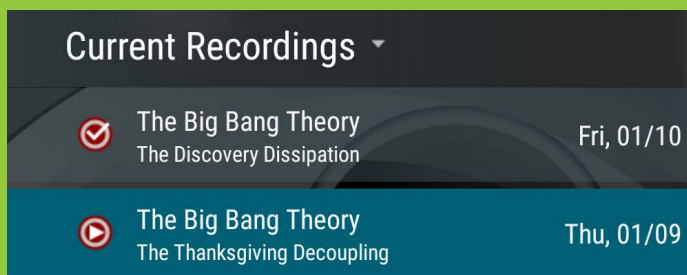 Current Recordings
The Big Bang Theory
The Discovery Dissipation
Fri, 01/10
The Big Bang Theory
The Thanksgiving Decoupling
Thu, 01/09